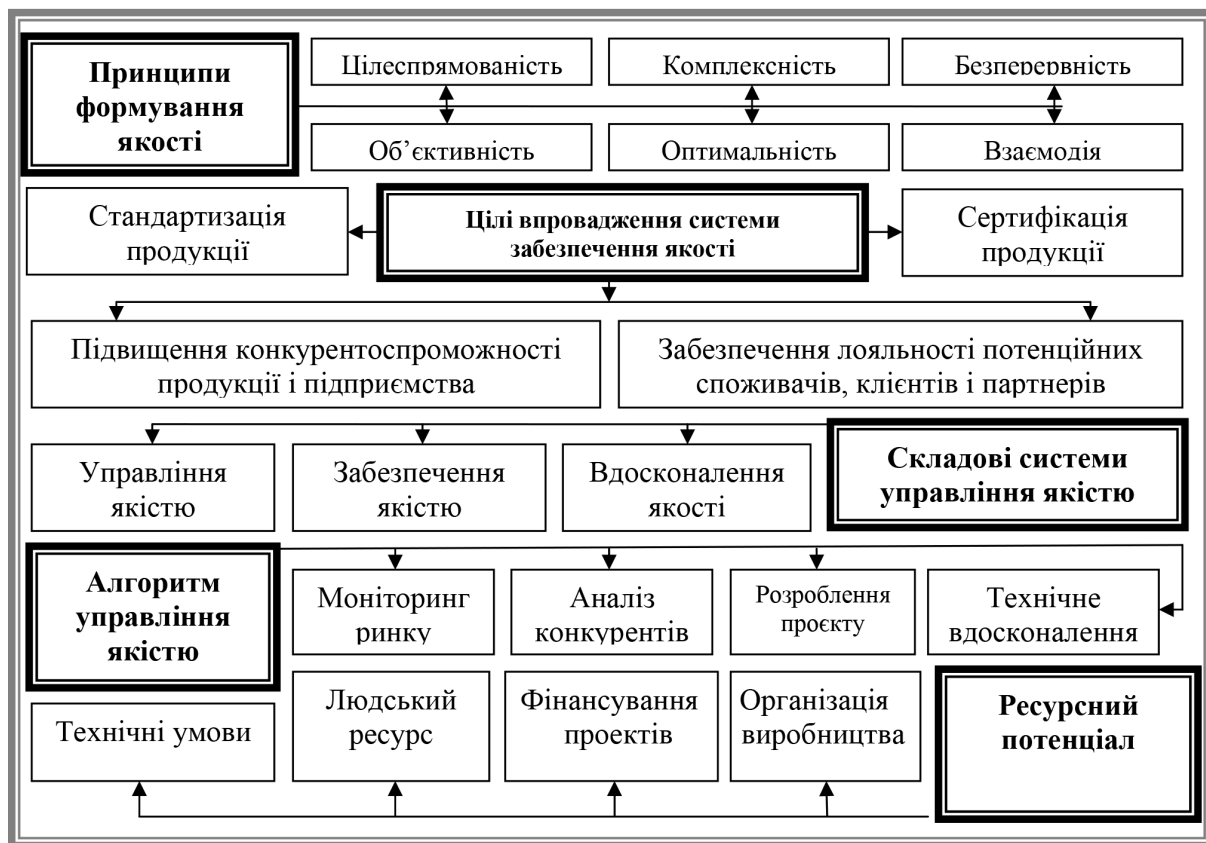 Принципи
формування
якості
Цілеспрямованість
Комплексність
Безперервність
Об’єктивність
Оптимальність
Взаємодія
Стандартизація
продукції
Цілі впровадження системи
забезпечення якості
Сертифікація
продукції
Підвищення конкурентоспроможності
продукції і підприємства
Забезпечення лояльності потенційних
споживачів, клієнтів і партнерів
Управління
якістю
Забезпечення
якістю
Вдосконалення
якості
Складові системи
управління якістю
Алгоритм
управління
якістю
Моніторинг
ринку
Аналіз
конкурентів
Розроблення
проєкту
Технічне
вдосконалення
Технічні умови
Людський
ресурс
Фінансування
проектів
Організація
виробництва
Ресурсний
потенціал